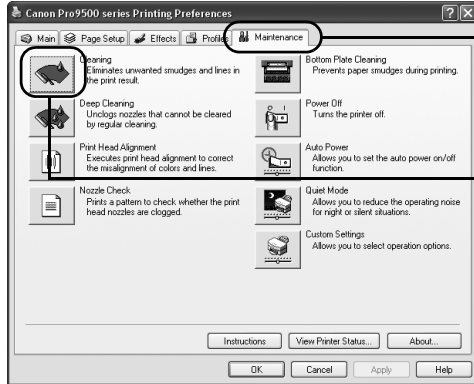 Canon Pro9500 series Printing Preferences
Main Page Setup Effects Profiles Maintenance
Cleaning
Eliminates unwanted smudges and lines in
the print result.
Bottom Plate Cleaning
Prevents paper smudges during printing.
Deep Cleaning
Unclogs nozzles that cannot be cleared
by regular cleaning.
Power Off
Turns the printer off.
Print Head Alignment
Executes print head alignment to correct
the misalignment of colors and lines.
Auto Power
Allows you to set the auto power on/off
function.
Nozzle Check
Prints a pattern to check whether the print
head nozzles are clogged.
Quiet Mode
Allows you to reduce the operating noise
for night or silent situations.
Custom Settings
Allows you to select operation options.
Instructions View Printer Status... About...
OK Cancel Apply Help